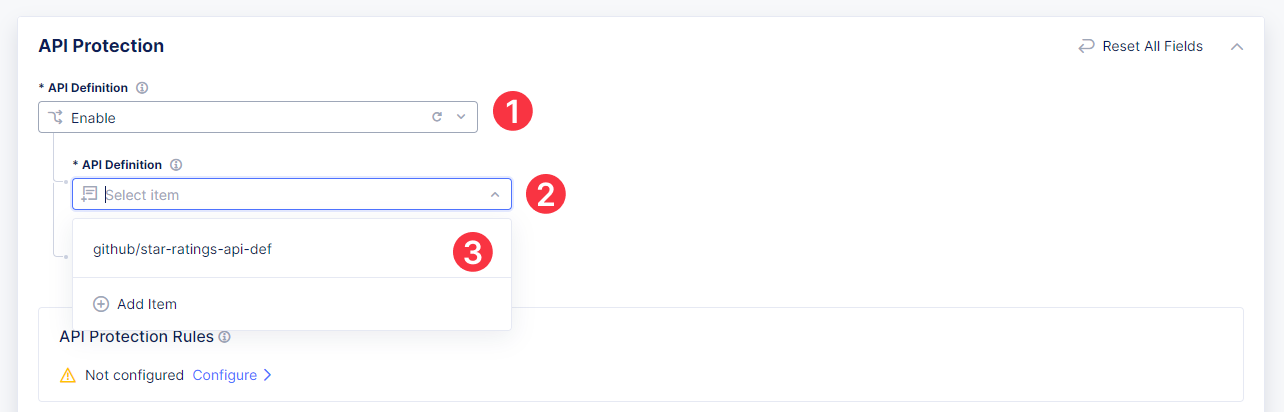 API Protection
Reset All Fields
* API Definition
Enable
1
* API Definition
Select item
2
github/star-ratings-api-def
3
Add Item
API Protection Rules
Not configured Configure